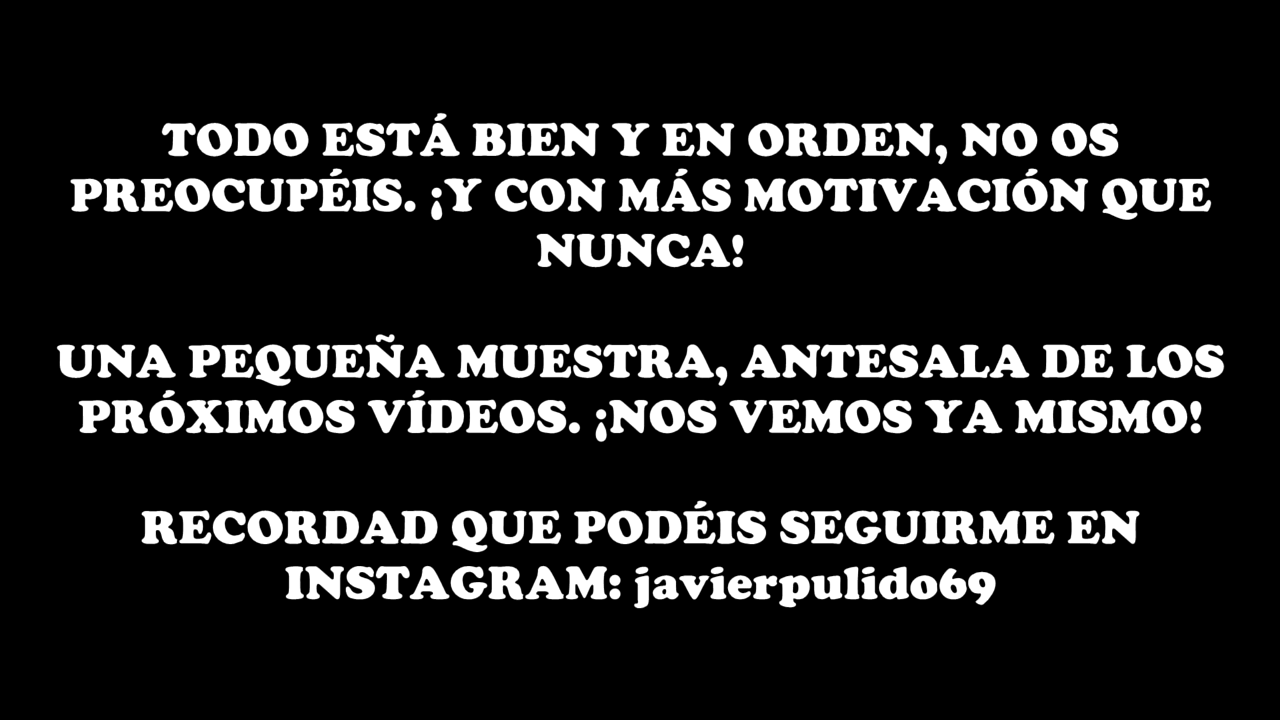 TODO ESTÁ BIEN Y EN ORDEN, NO OS
PREOCUPÉIS. ¡Y CON MÁS MOTIVACIÓN QUE
NUNCA!
UNA PEQUEÑA MUESTRA, ANTESALA DE LOS
PRÓXIMOS VÍDEOS. ¡NOS VEMOS YA MISMO!
RECORDAD QUE PODÉIS SEGUIRME EN
INSTAGRAM: javierpulido69